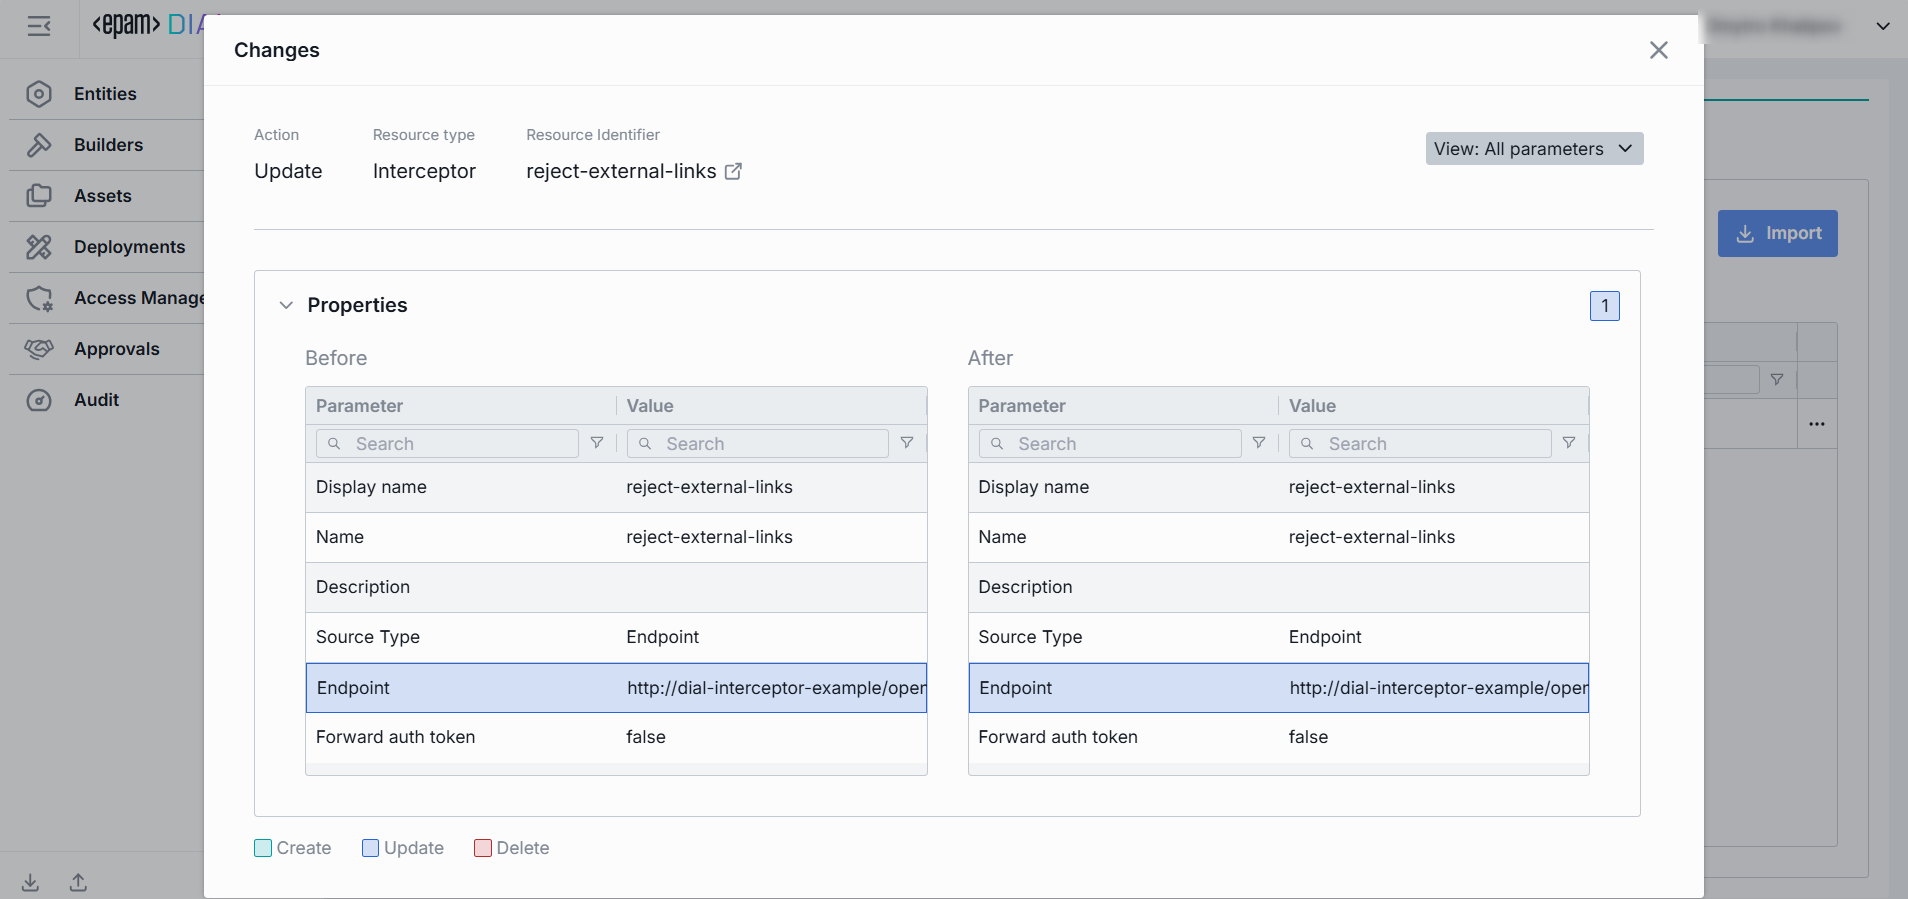 <epam> DIA
Changes
Entities
Builders
Assets
Deployments
Access Manage
Approvals
Audit
Action
Resource type
Resource Identifier
Update
Interceptor
reject-external-links
View: All parameters
Import
Properties
1
Before
After
Parameter Value
Parameter Value
Search Search
Search Search
Display name reject-external-links
Display name reject-external-links
Name reject-external-links
Name reject-external-links
Description
Description
Source Type Endpoint
Source Type Endpoint
Endpoint http://dial-interceptor-example/oper
Endpoint http://dial-interceptor-example/oper
Forward auth token false
Forward auth token false
Create
Update
Delete